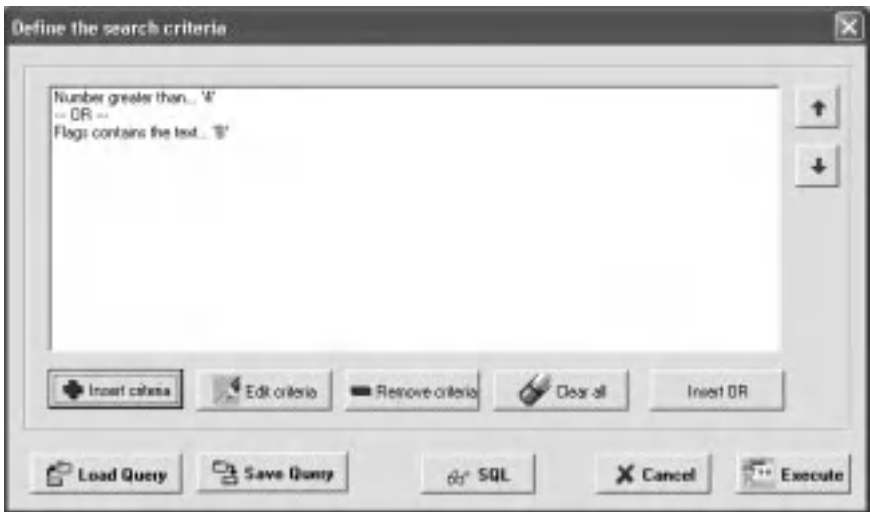 Define the search criteria
Number greater than... '4'
-- OR --
Flags contains the text... '8'
Insert criteria
Edit criteria
Remove criteria
Clear all
Insert OR
Load Query
Save Query
SQL
Cancel
Execute